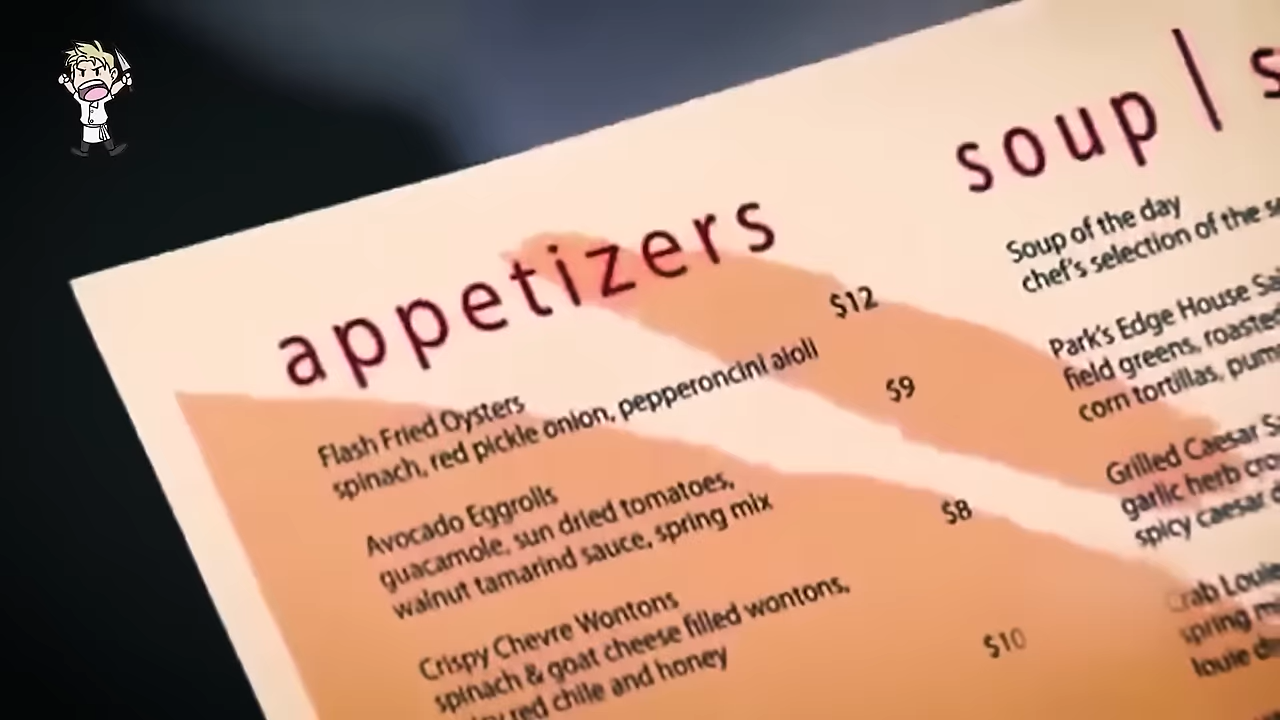 appetizers
Flash Fried Oysters $12
spinach, red pickle onion, pepperoncini aioli
Avocado Eggrolls $9
guacamole, sun dried tomatoes,
walnut tamarind sauce, spring mix
Crispy Chevre Wontons $8
spinach & goat cheese filled wontons,
red chile and honey
$10
soup |
Soup of the day
chef's selection of the
Park's Edge House
field greens, roasted
corn tortillas,
Grilled Caesar
garlic herb
spicy caesar
Crab Louie
spring
louie